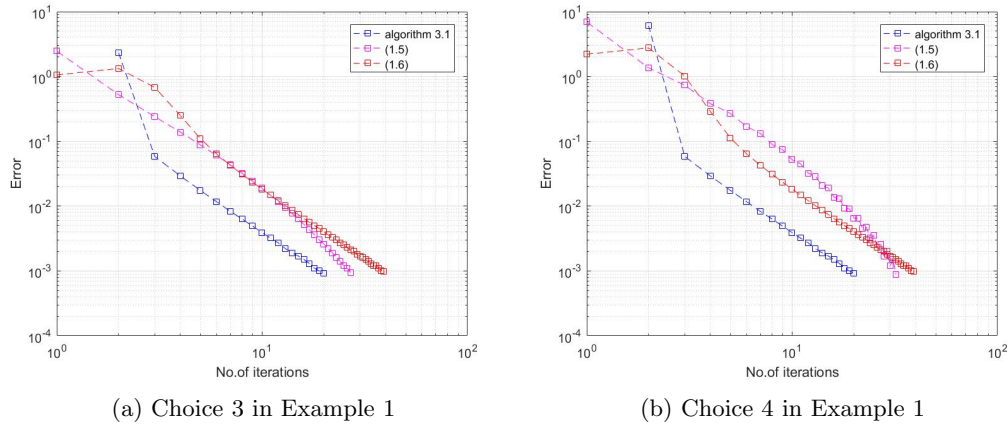 10^1
10^0
10^-1
10^-2
10^-3
10^-4
Error
10^0
10^1
10^2
No.of iterations
algorithm 3.1
(1.5)
(1.6)
(a) Choice 3 in Example 1
10^1
10^0
10^-1
10^-2
10^-3
10^-4
Error
10^0
10^1
10^2
No.of iterations
algorithm 3.1
(1.5)
(1.6)
(b) Choice 4 in Example 1